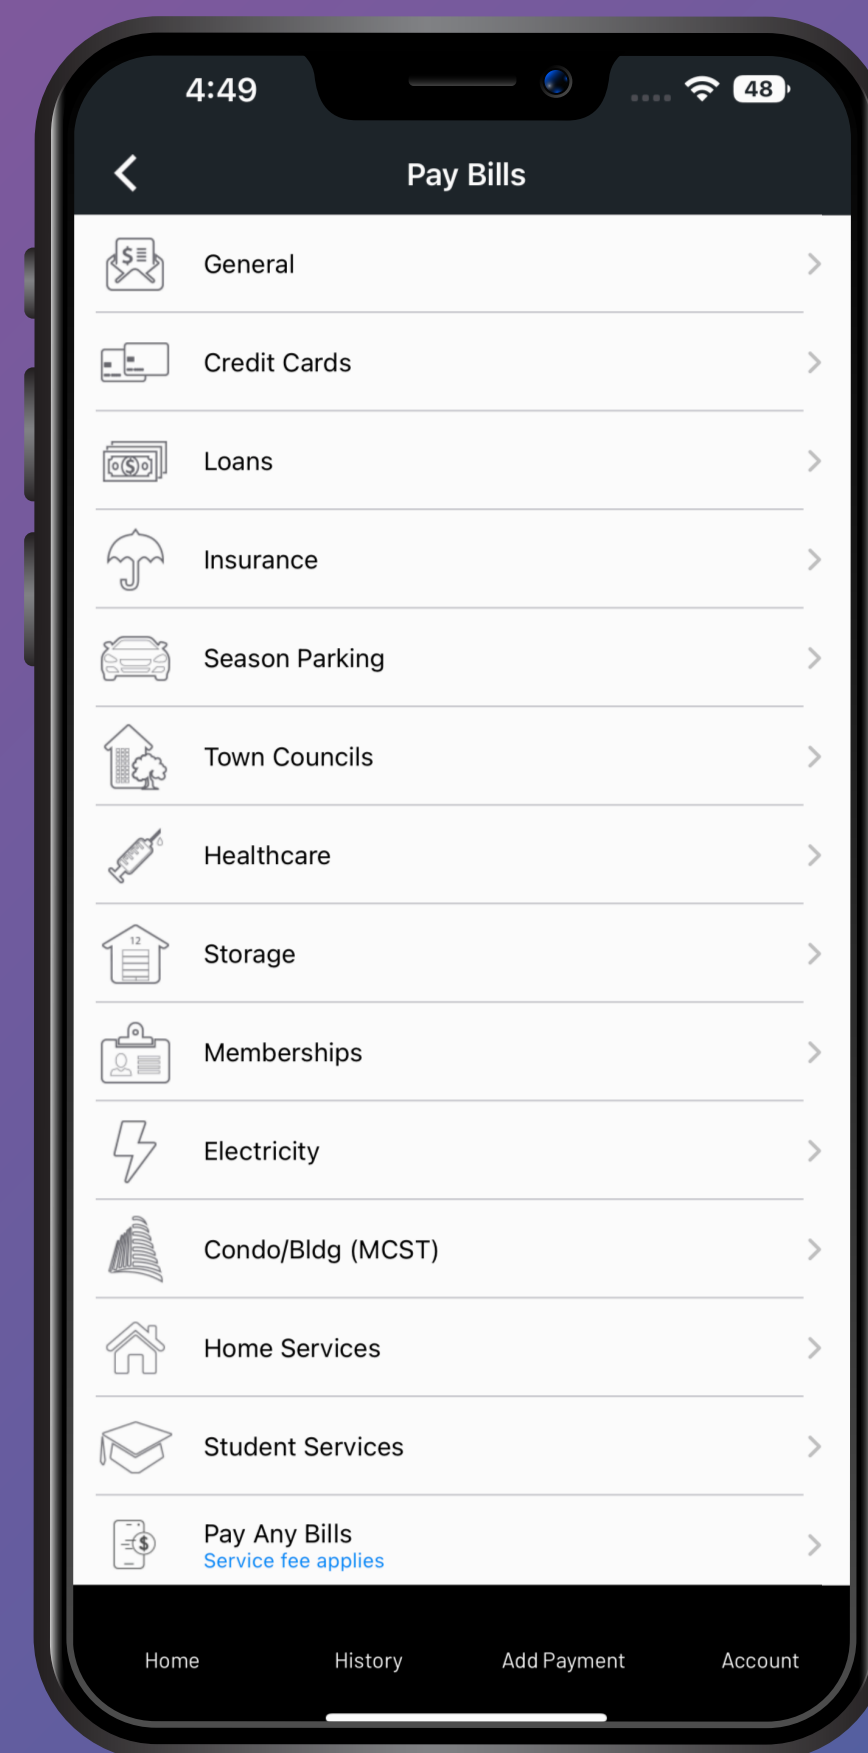 4:49
48
Pay Bills
General
Credit Cards
Loans
Insurance
Season Parking
Town Councils
Healthcare
12
Storage
Memberships
Electricity
Condo/Bldg (MCST)
Home Services
Student Services
Pay Any Bills
Service fee applies
Home
History
Add Payment
Account